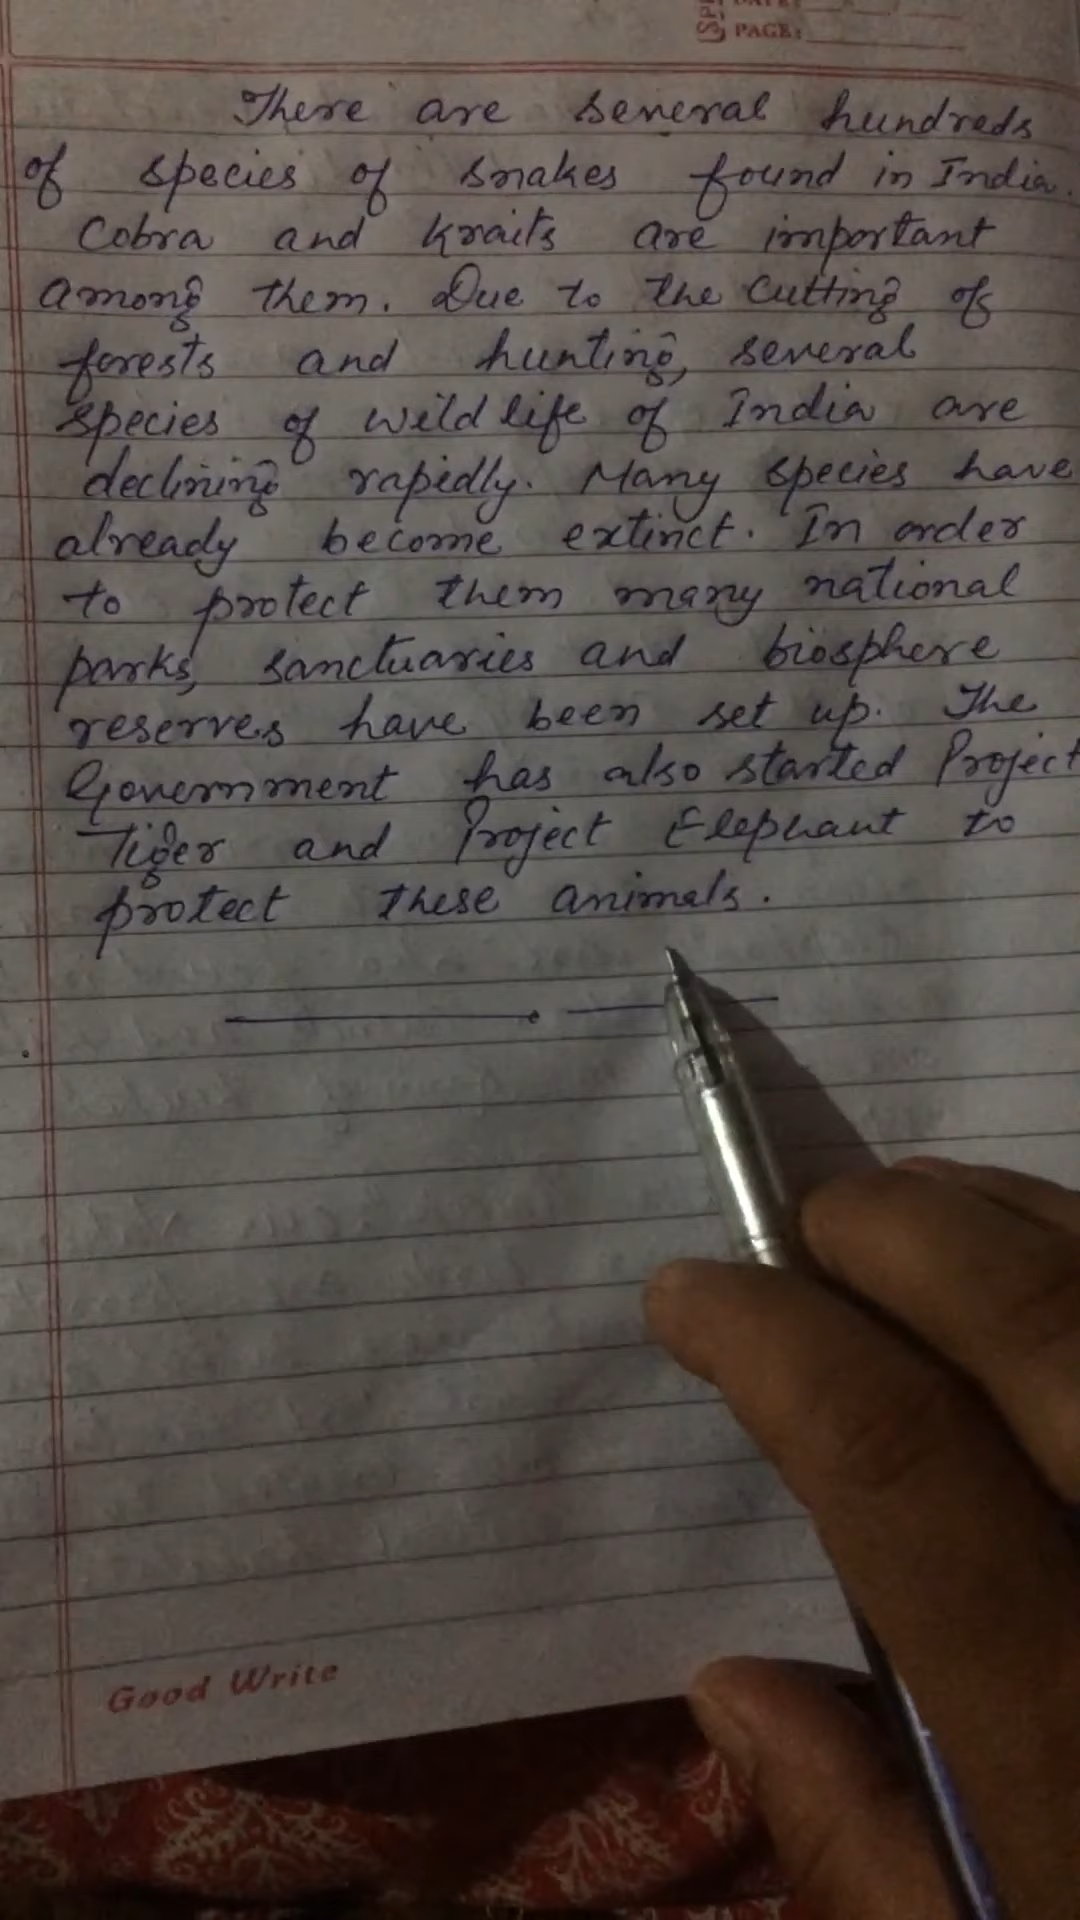 DATE:
PAGE:
There are several hundreds
of species of snakes found in India.
Cobra and kraits are important
among them. Due to the cutting of
forests and hunting, several
species of wild life of India are
declining rapidly. Many species have
already become extinct. In order
to protect them many national
parks, sanctuaries and biosphere
reserves have been set up. The
Government has also started Project
Tiger and Project Elephant to
protect these animals.
Good Write